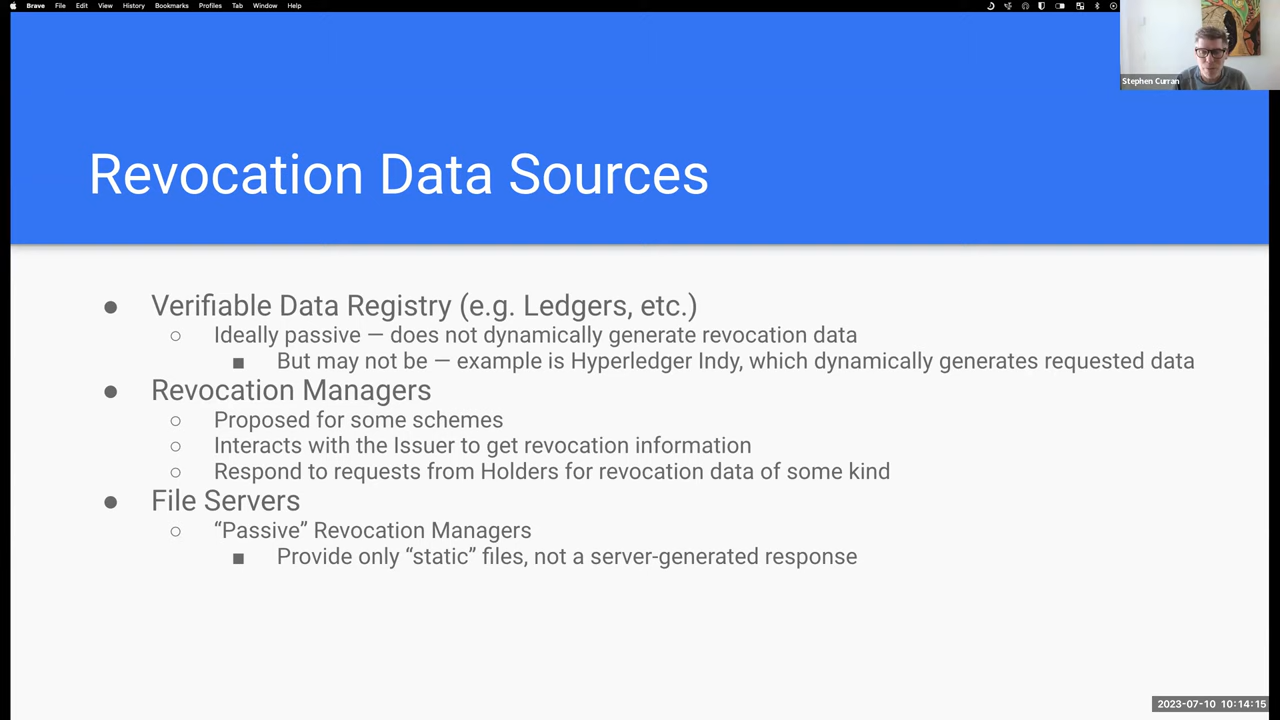 Brave File Edit View History Bookmarks Profiles Tab Window Help
Stephen Curran
Revocation Data Sources
● Verifiable Data Registry (e.g. Ledgers, etc.)
○ Ideally passive — does not dynamically generate revocation data
■ But may not be — example is Hyperledger Indy, which dynamically generates requested data
● Revocation Managers
○ Proposed for some schemes
○ Interacts with the Issuer to get revocation information
○ Respond to requests from Holders for revocation data of some kind
● File Servers
○ “Passive” Revocation Managers
■ Provide only “static” files, not a server-generated response
2023-07-10 10:14:15